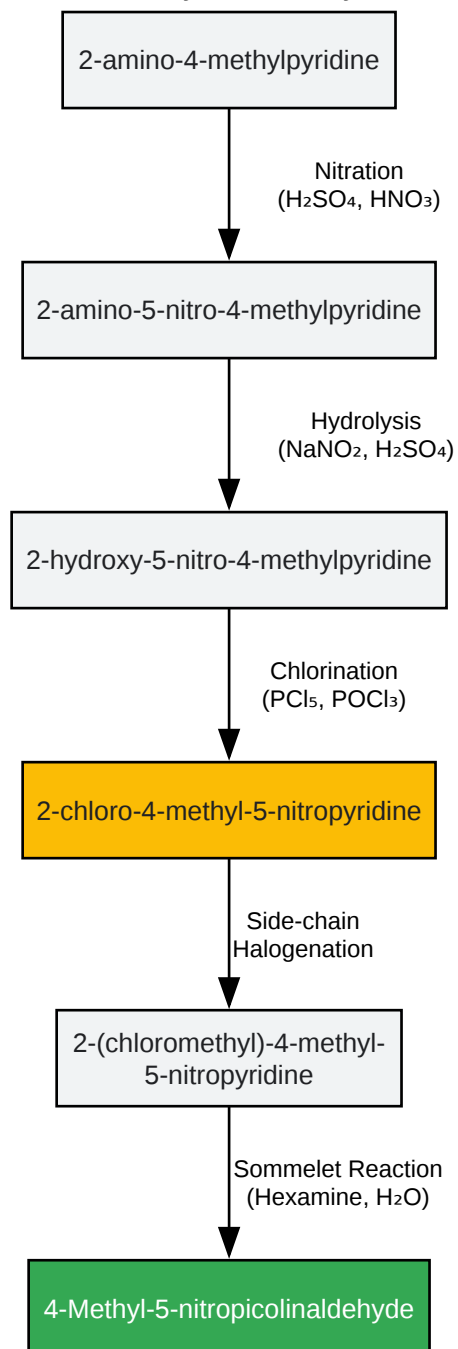 2-amino-4-methylpyridine
Nitration
(H₂SO₄, HNO₃)
2-amino-5-nitro-4-methylpyridine
Hydrolysis
(NaNO₂, H₂SO₄)
2-hydroxy-5-nitro-4-methylpyridine
Chlorination
(PCl₅, POCl₃)
2-chloro-4-methyl-5-nitropyridine
Side-chain
Halogenation
2-(chloromethyl)-4-methyl-
5-nitropyridine
Sommelet Reaction
(Hexamine, H₂O)
4-Methyl-5-nitropicolinaldehyde